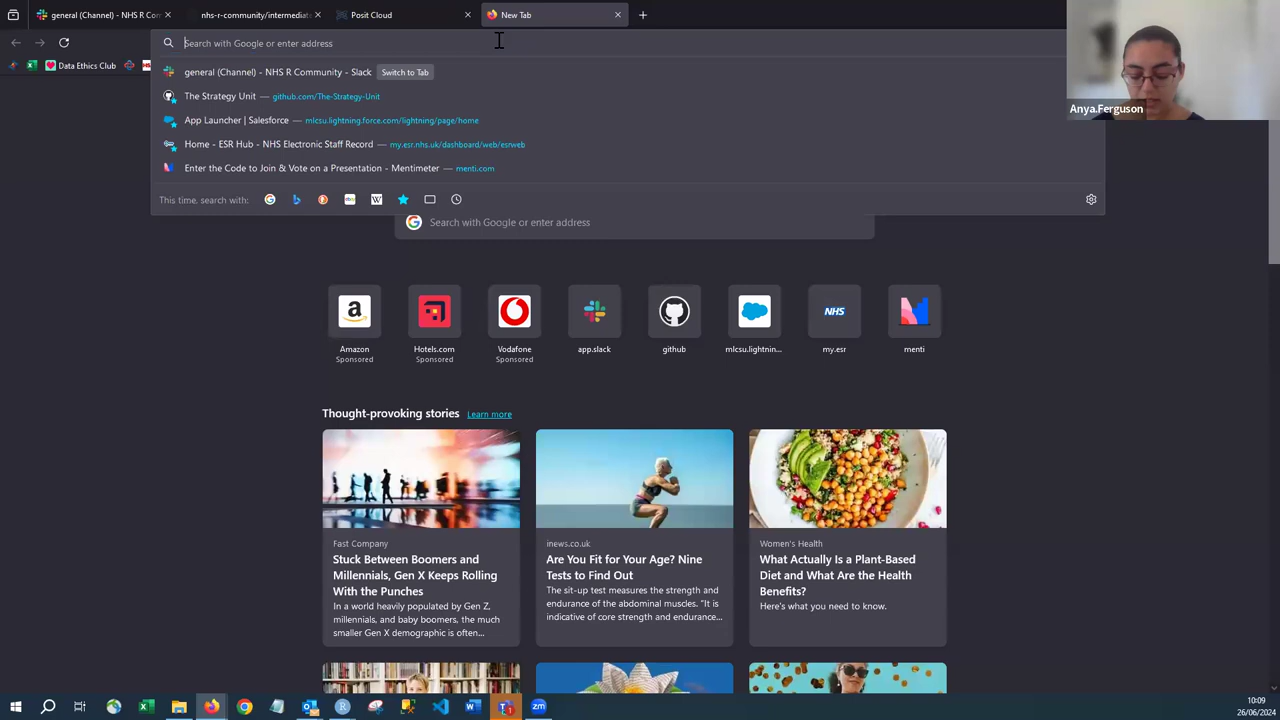 general (Channel) - NHS R Com
nhs-r-community/intermediat
Posit Cloud
New Tab
Search with Google or enter address
Data Ethics Club
general (Channel) - NHS R Community - Slack Switch to Tab
The Strategy Unit — github.com/The-Strategy-Unit
App Launcher | Salesforce — mlcsu.lightning.force.com/lightning/page/home
Home - ESR Hub - NHS Electronic Staff Record — my.esr.nhs.uk/dashboard/web/esrweb
Enter the Code to Join & Vote on a Presentation - Mentimeter — menti.com
This time, search with:
Anya.Ferguson
Search with Google or enter address
NHS
Amazon
Sponsored
Hotels.com
Sponsored
Vodafone
Sponsored
app.slack
github
mlcsu.lightnin...
my.esr
menti
Thought-provoking stories Learn more
Fast Company
Stuck Between Boomers and
Millennials, Gen X Keeps Rolling
With the Punches
In a world heavily populated by Gen Z,
millennials, and baby boomers, the much
smaller Gen X demographic is often...
inews.co.uk
Are You Fit for Your Age? Nine
Tests to Find Out
The sit-up test measures the strength and
endurance of the abdominal muscles. "It is
indicative of core strength and endurance...
Women's Health
What Actually Is a Plant-Based
Diet and What Are the Health
Benefits?
Here's what you need to know.
10:09
26/06/2024